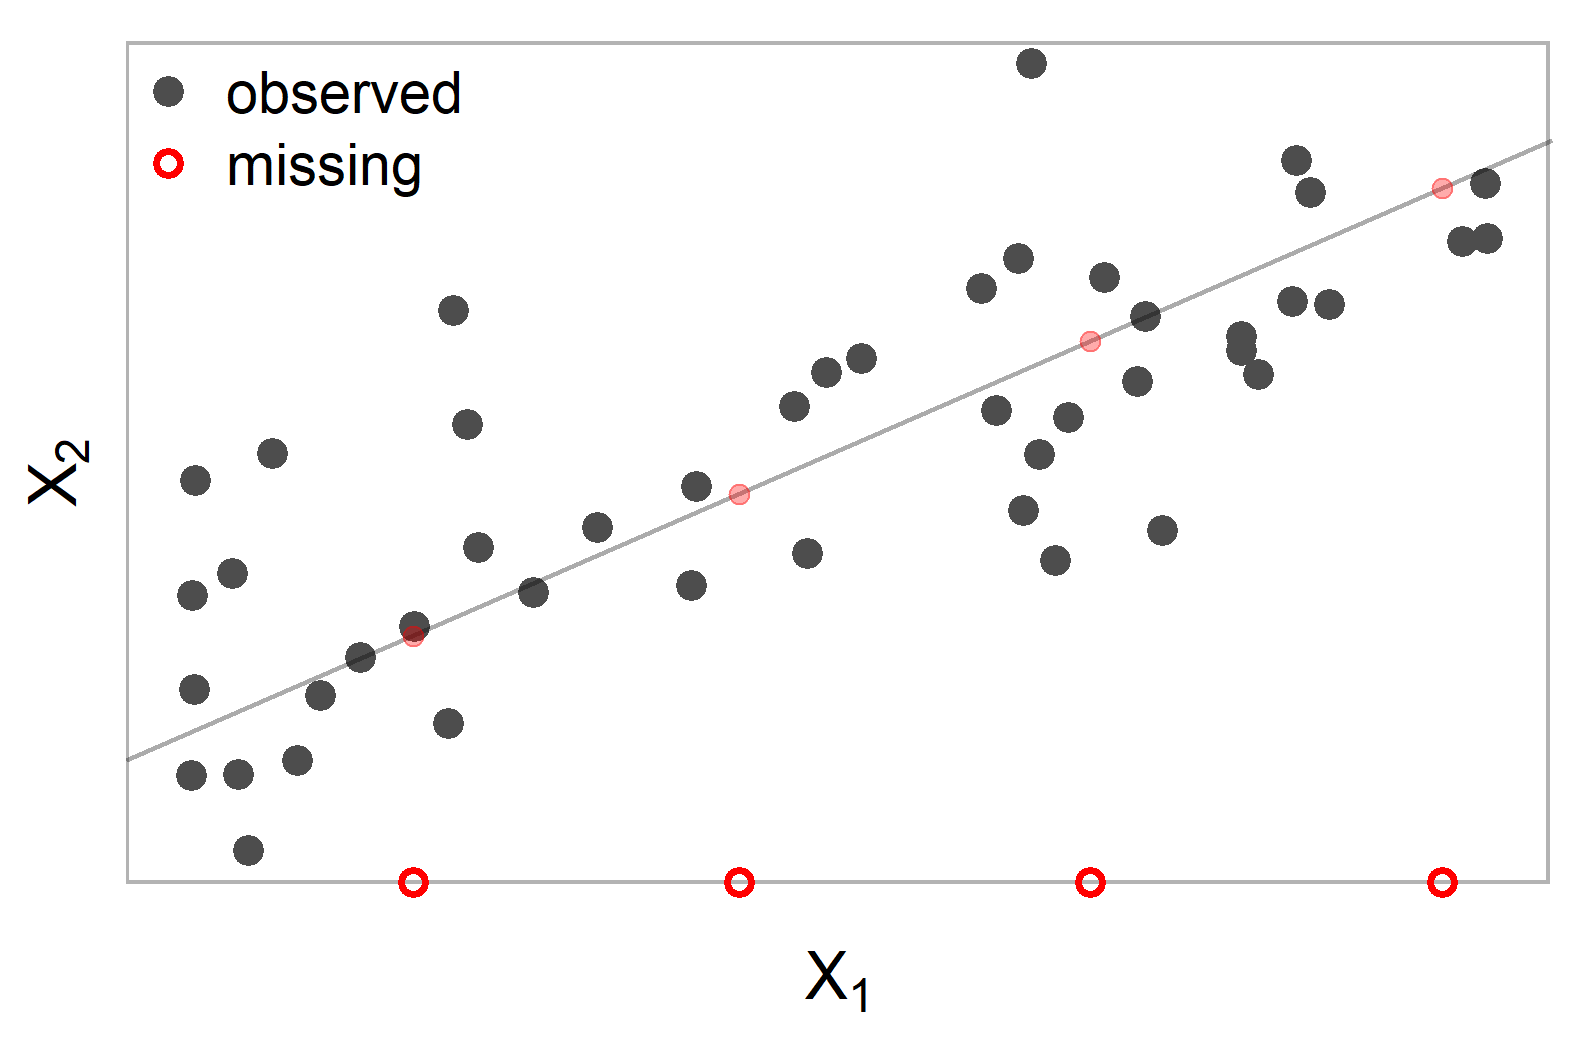 observed
missing
X₂
X₁